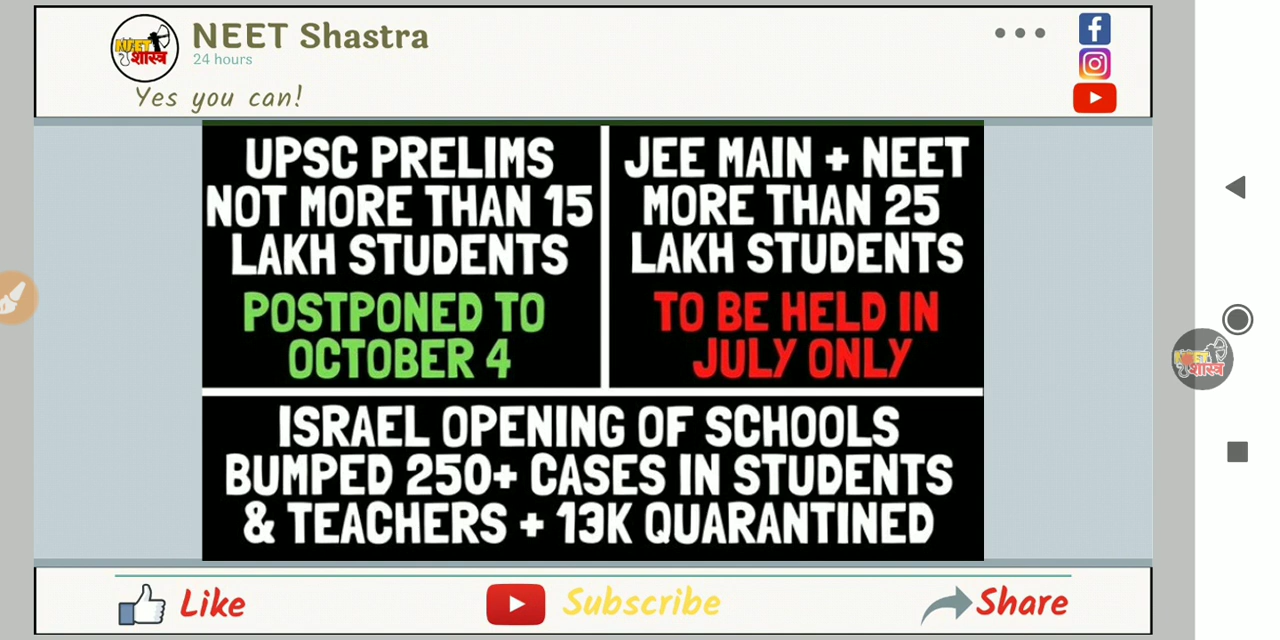 NEET Shastra
24 hours
Yes you can!
NEET
शास्त्र
UPSC PRELIMS
NOT MORE THAN 15
LAKH STUDENTS
POSTPONED TO
OCTOBER 4
JEE MAIN + NEET
MORE THAN 25
LAKH STUDENTS
TO BE HELD IN
JULY ONLY
ISRAEL OPENING OF SCHOOLS
BUMPED 250+ CASES IN STUDENTS
& TEACHERS + 13K QUARANTINED
NEET
शास्त्र
Like
Subscribe
Share